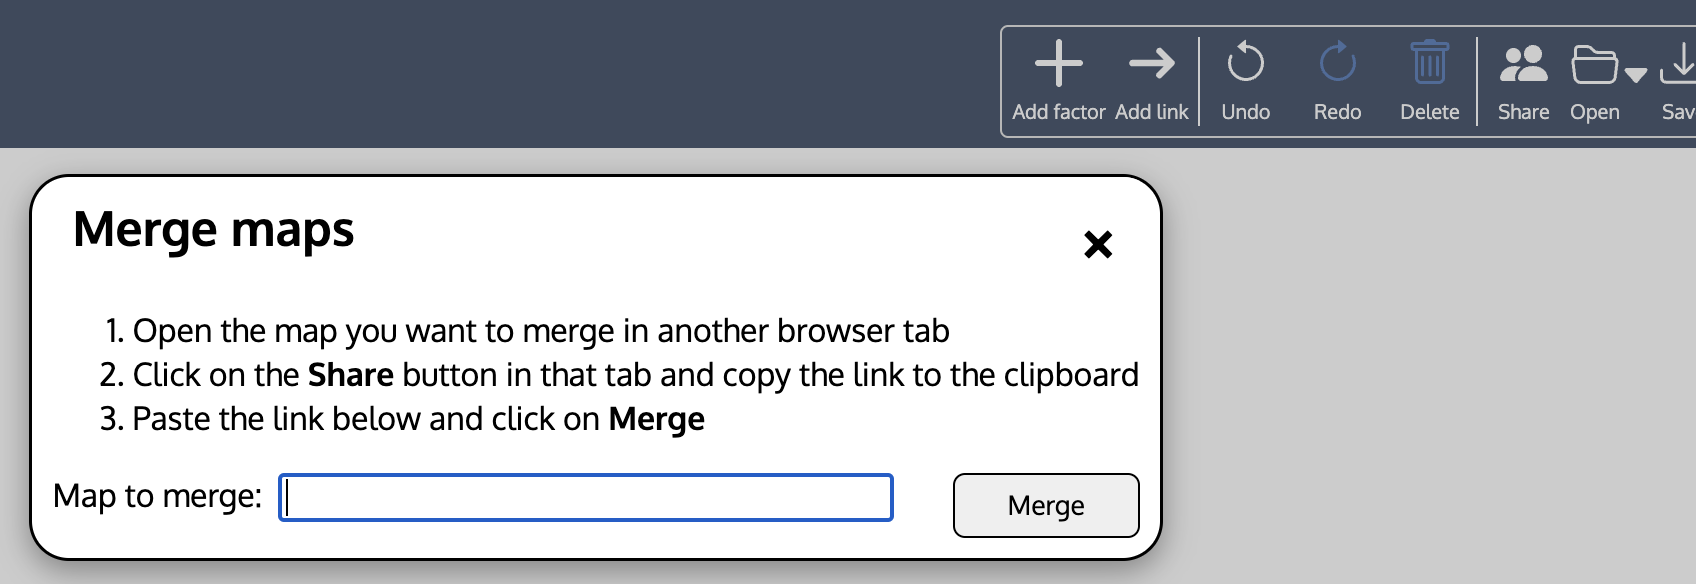 Add factor Add link Undo Redo Delete Share Open Sav
Merge maps
1. Open the map you want to merge in another browser tab
2. Click on the Share button in that tab and copy the link to the clipboard
3. Paste the link below and click on Merge
Map to merge:
Merge